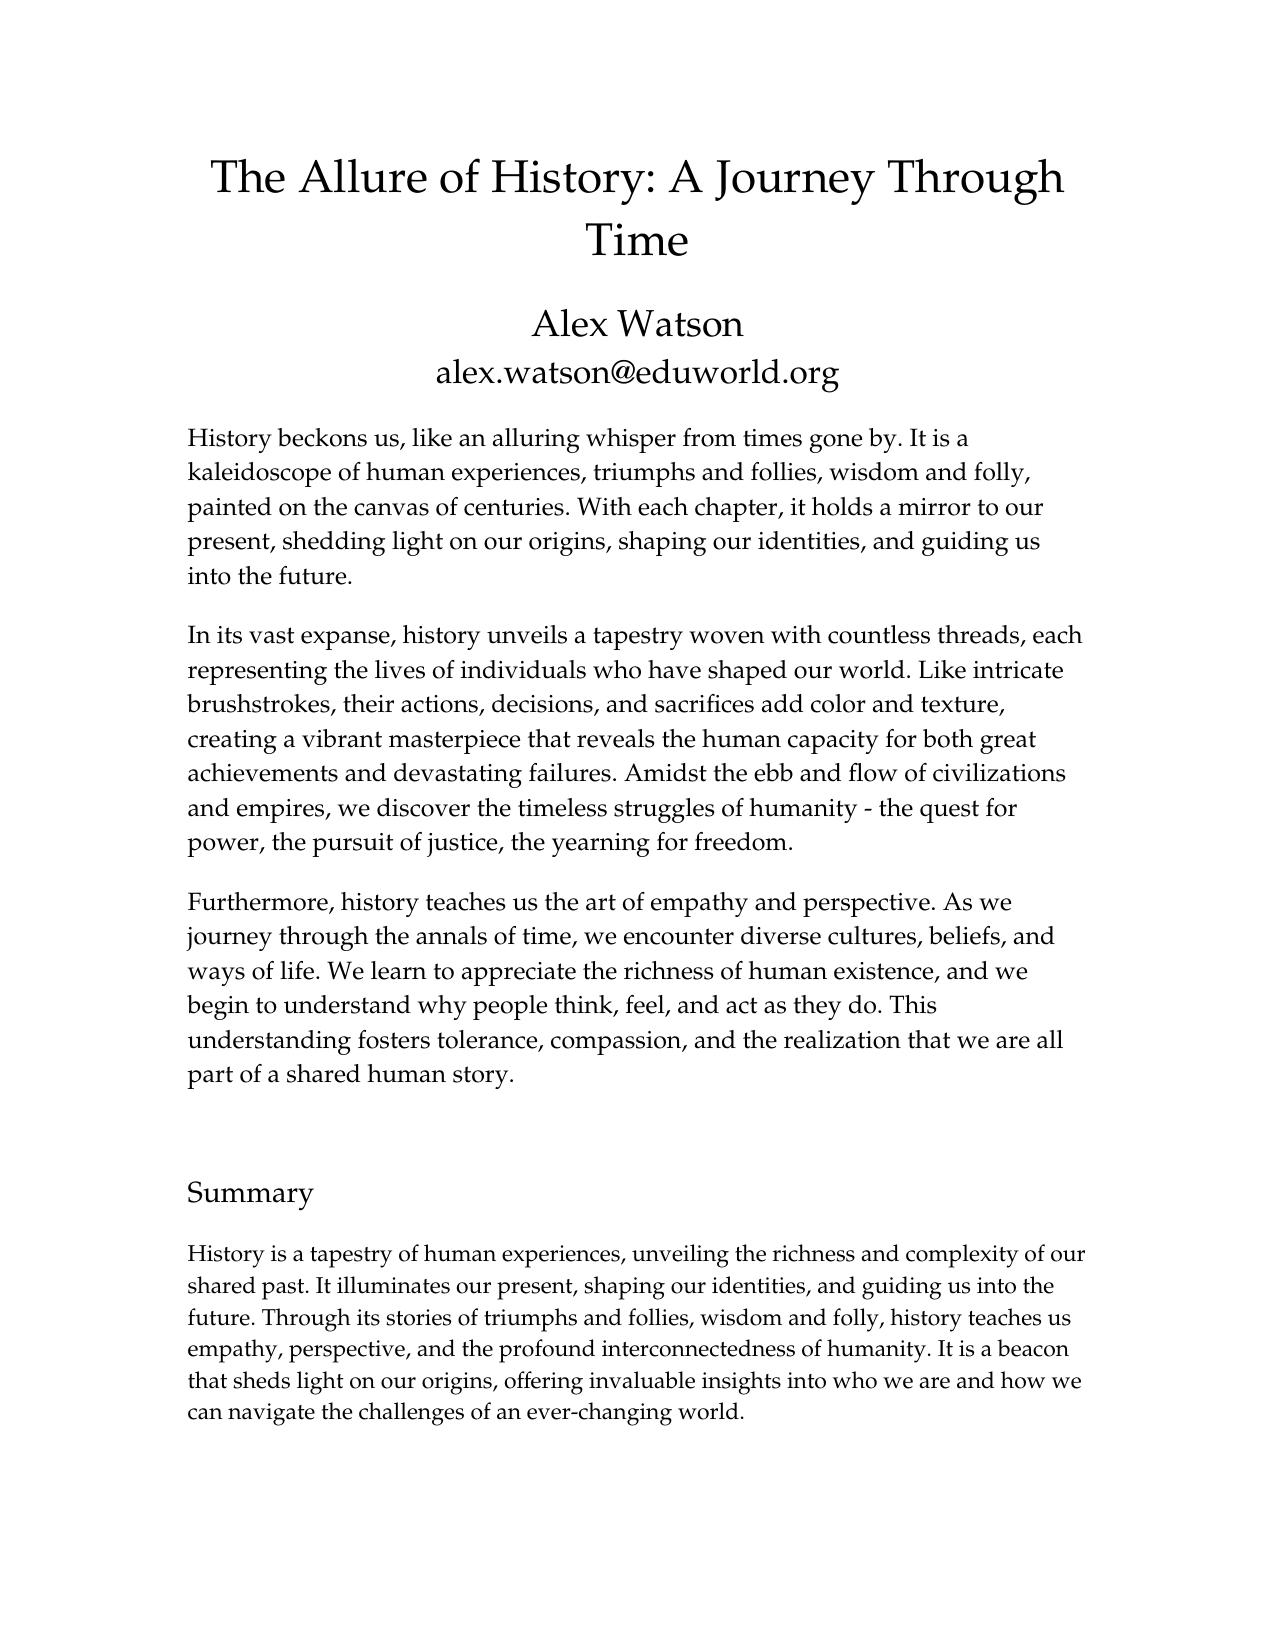 The Allure of History: A Journey Through
Time
Alex Watson
alex.watson@eduworld.org
History beckons us, like an alluring whisper from times gone by. It is a
kaleidoscope of human experiences, triumphs and follies, wisdom and folly,
painted on the canvas of centuries. With each chapter, it holds a mirror to our
present, shedding light on our origins, shaping our identities, and guiding us
into the future.
In its vast expanse, history unveils a tapestry woven with countless threads, each
representing the lives of individuals who have shaped our world. Like intricate
brushstrokes, their actions, decisions, and sacrifices add color and texture,
creating a vibrant masterpiece that reveals the human capacity for both great
achievements and devastating failures. Amidst the ebb and flow of civilizations
and empires, we discover the timeless struggles of humanity - the quest for
power, the pursuit of justice, the yearning for freedom.
Furthermore, history teaches us the art of empathy and perspective. As we
journey through the annals of time, we encounter diverse cultures, beliefs, and
ways of life. We learn to appreciate the richness of human existence, and we
begin to understand why people think, feel, and act as they do. This
understanding fosters tolerance, compassion, and the realization that we are all
part of a shared human story.
Summary
History is a tapestry of human experiences, unveiling the richness and complexity of our
shared past. It illuminates our present, shaping our identities, and guiding us into the
future. Through its stories of triumphs and follies, wisdom and folly, history teaches us
empathy, perspective, and the profound interconnectedness of humanity. It is a beacon
that sheds light on our origins, offering invaluable insights into who we are and how we
can navigate the challenges of an ever-changing world.